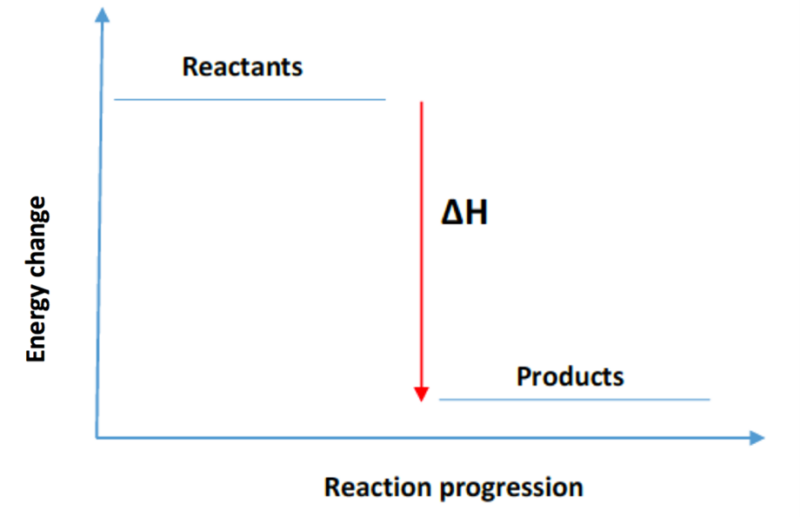 Reactants
ΔH
Energy change
Products
Reaction progression